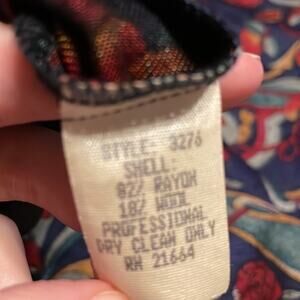 STYLE: 3276
SHELL:
82% RAYON
18% WOOL
PROFESSIONAL
DRY CLEAN ONLY
RN 21664